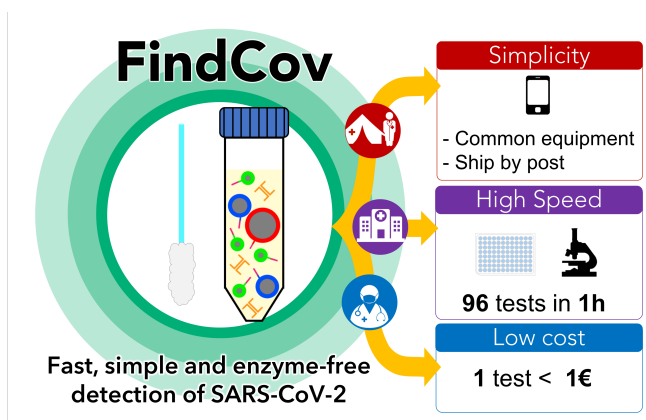 FindCov
Fast, simple and enzyme-free
detection of SARS-CoV-2
Simplicity
- Common equipment
- Ship by post
High Speed
96 tests in 1h
Low cost
1 test < 1€